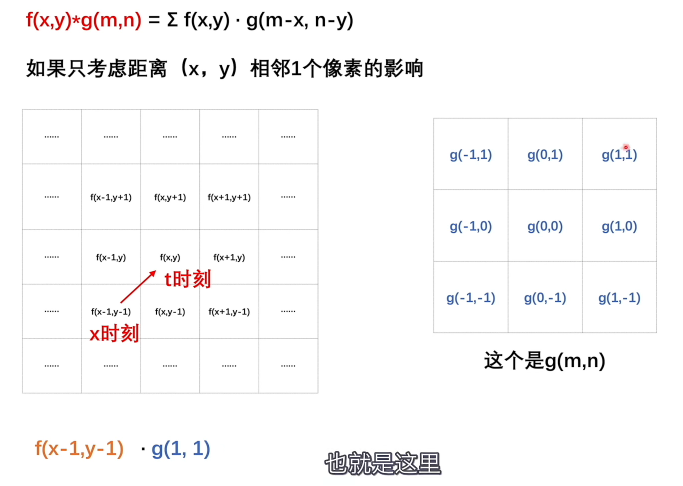 f(x,y)*g(m,n) = Σ f(x,y) · g(m-x, n-y)
如果只考虑距离（x，y）相邻1个像素的影响
...... ...... ...... ...... ......
...... f(x-1,y+1) f(x,y+1) f(x+1,y+1) ......
...... f(x-1,y) f(x,y) f(x+1,y) ......
t时刻
...... f(x-1,y-1) f(x,y-1) f(x+1,y-1) ......
x时刻
...... ...... ...... ...... ......
g(-1,1) g(0,1) g(1,1)
g(-1,0) g(0,0) g(1,0)
g(-1,-1) g(0,-1) g(1,-1)
这个是g(m,n)
f(x-1,y-1) · g(1, 1)
也就是这里